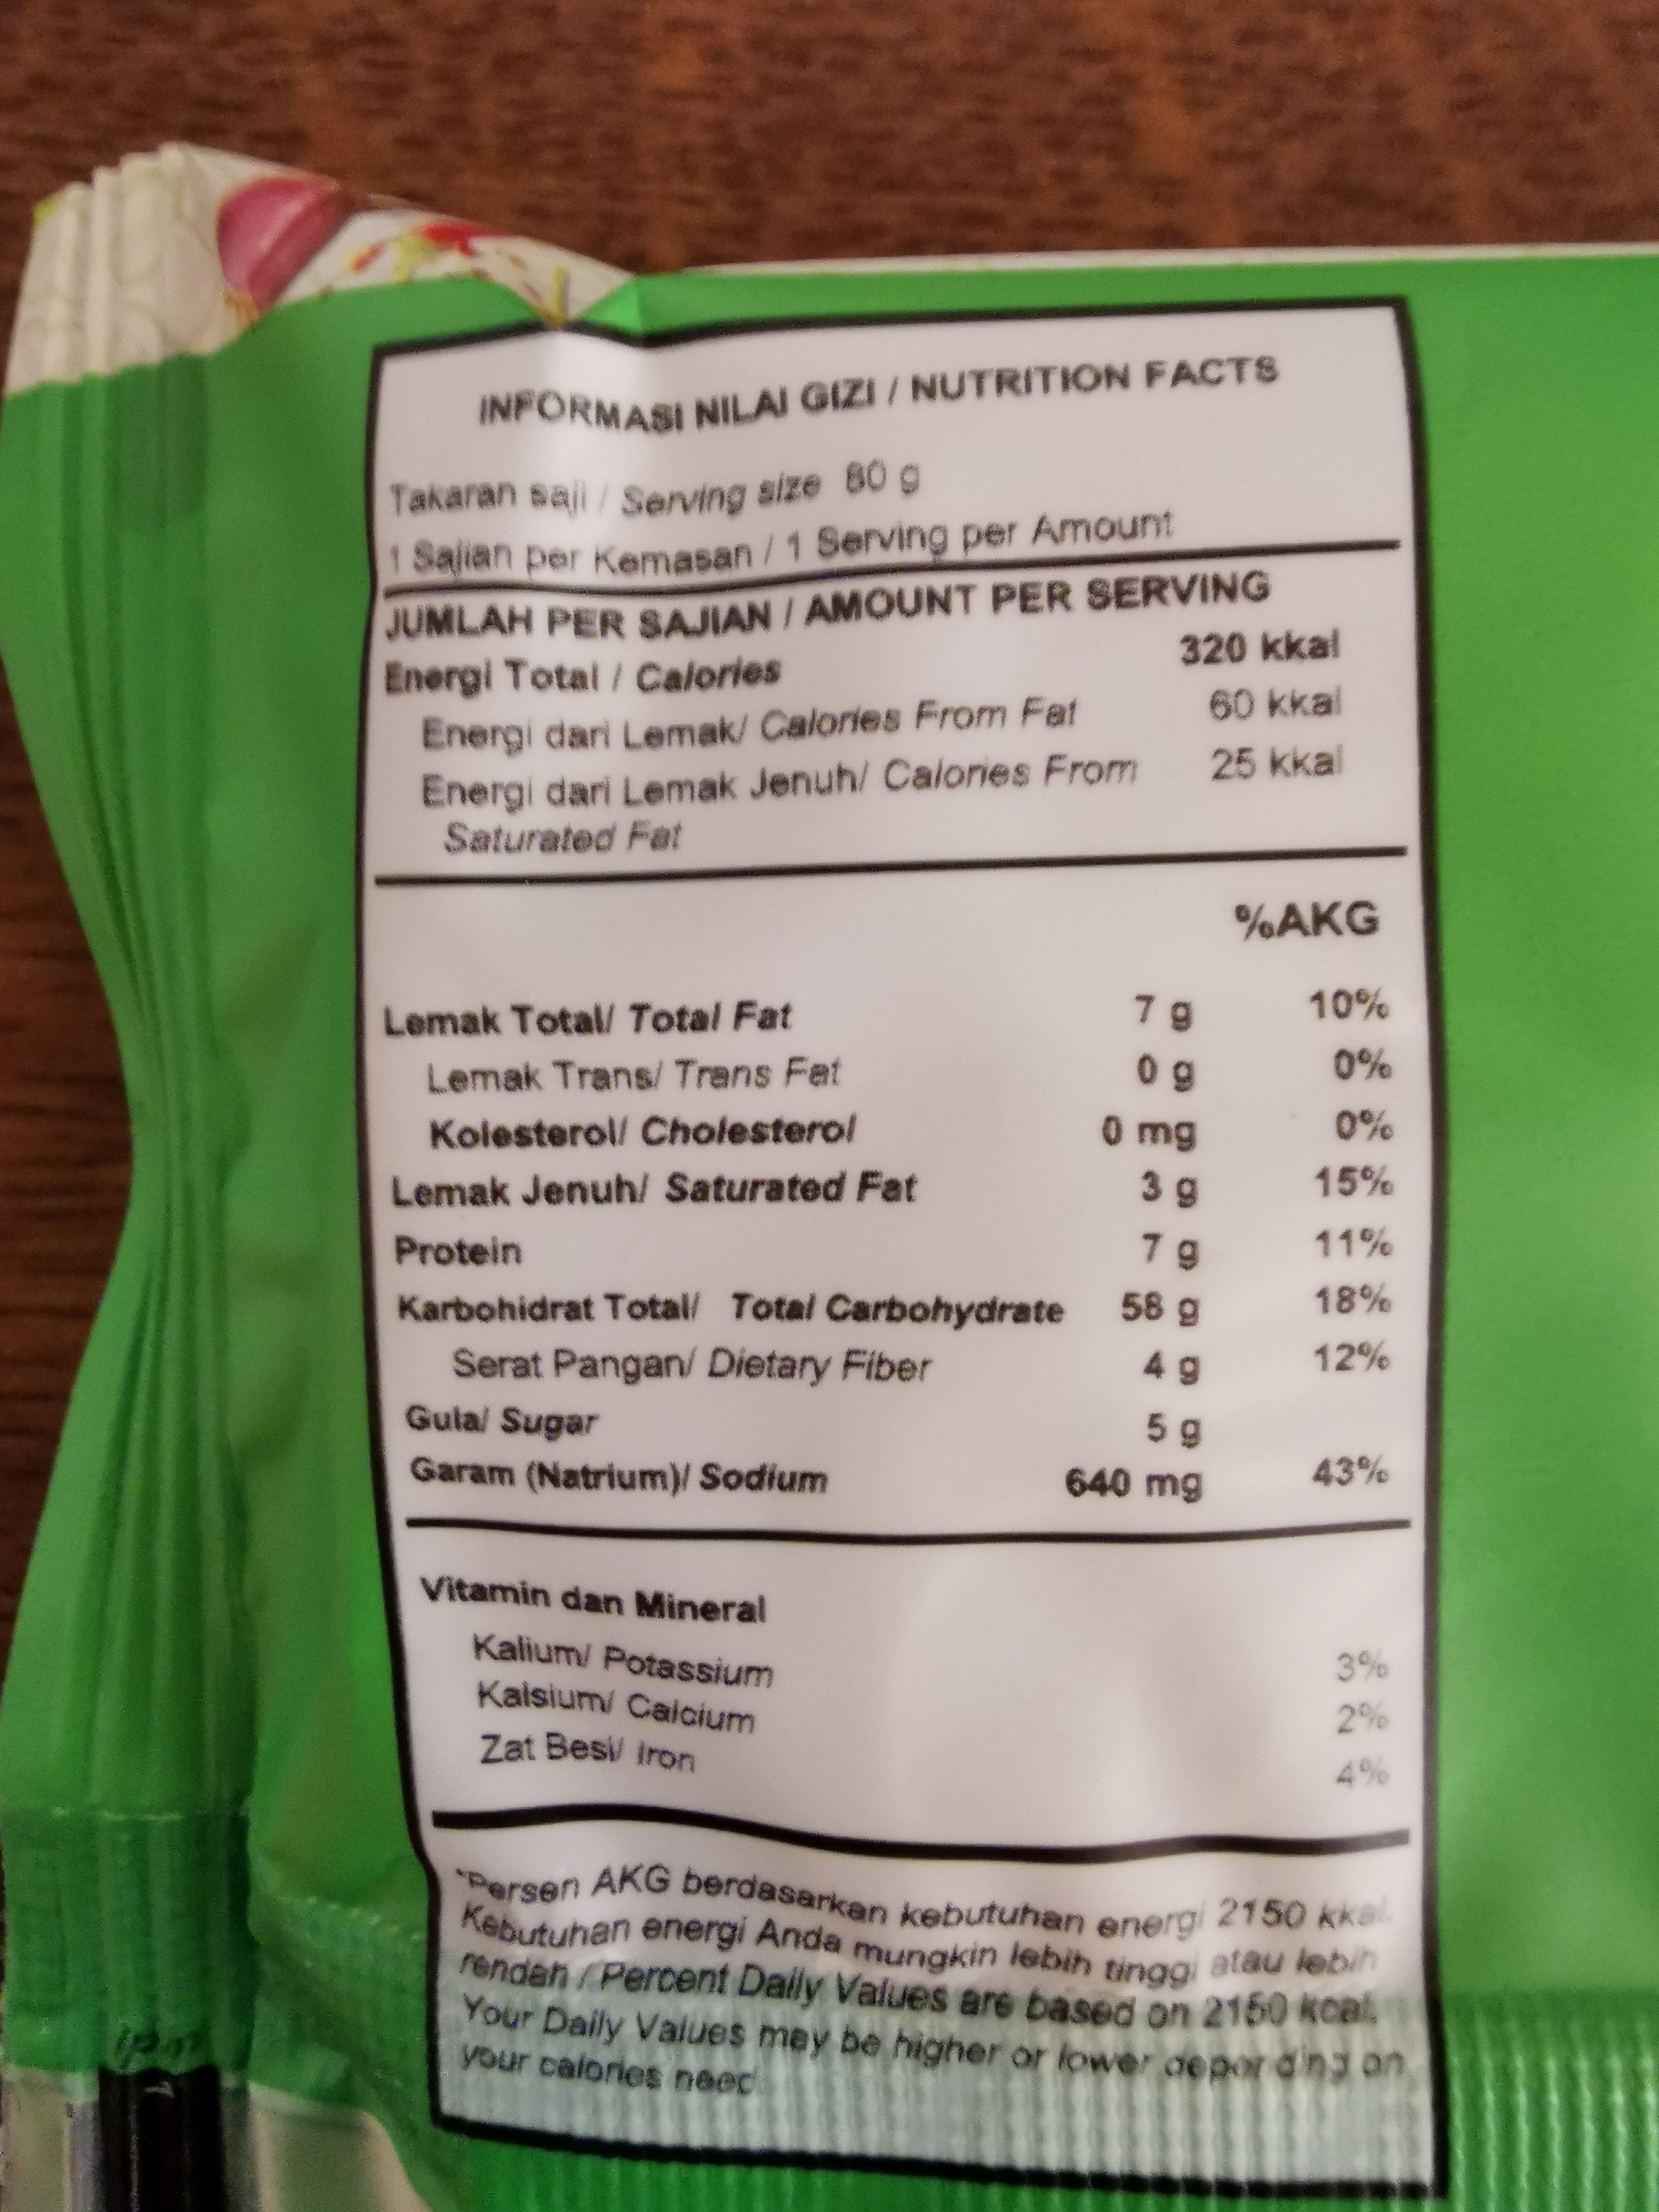 INFORMASI NILAI GIZI / NUTRITION FACTS
Takaran saji / Serving size 80 g
1 Sajian per Kemasan / 1 Serving per Amount
JUMLAH PER SAJIAN / AMOUNT PER SERVING
Energi Total / Calories 320 kkal
Energi dari Lemak/ Calories From Fat 60 kkal
Energi dari Lemak Jenuh/ Calories From 25 kkal
Saturated Fat
%AKG
Lemak Total/ Total Fat 7 g 10%
Lemak Trans/ Trans Fat 0 g 0%
Kolesterol/ Cholesterol 0 mg 0%
Lemak Jenuh/ Saturated Fat 3 g 15%
Protein 7 g 11%
Karbohidrat Total/ Total Carbohydrate 58 g 18%
Serat Pangan/ Dietary Fiber 4 g 12%
Gula/ Sugar 5 g
Garam (Natrium)/ Sodium 640 mg 43%
Vitamin dan Mineral
Kalium/ Potassium 3%
Kalsium/ Calcium 2%
Zat Besi/ Iron 4%
*Persen AKG berdasarkan kebutuhan energi 2150 kkal.
Kebutuhan energi Anda mungkin lebih tinggi atau lebih
rendah / Percent Daily Values are based on 2150 kcal.
Your Daily Values may be higher or lower depending on
your calories need